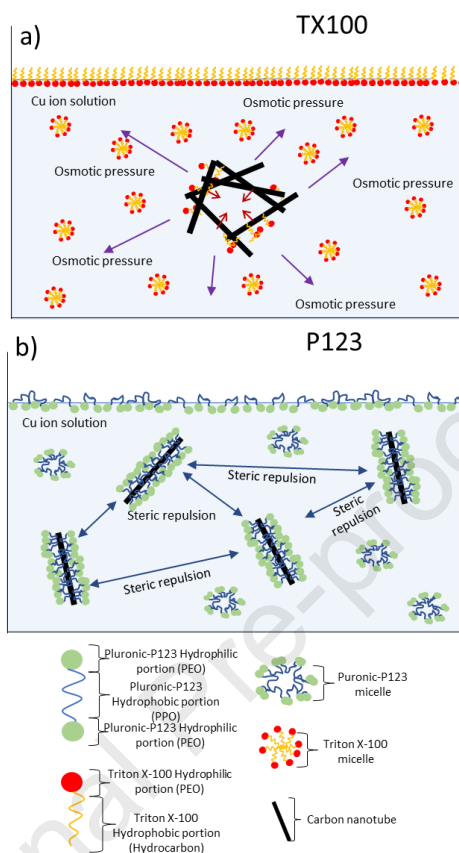 TX100
a)
Cu ion solution
Osmotic pressure
Osmotic pressure
Osmotic pressure
Osmotic pressure
Osmotic pressure
P123
b)
Cu ion solution
Steric repulsion
Steric repulsion
Steric
repulsion
Steric repulsion
Pluronic-P123 Hydrophilic
portion (PEO)
Pluronic-P123
Hydrophobic portion
(PPO)
Pluronic-P123 Hydrophilic
portion (PEO)
Puronic-P123
micelle
Triton X-100 Hydrophilic
portion (PEO)
Triton X-100
Hydrophobic portion
(Hydrocarbon)
Triton X-100
micelle
Carbon nanotube
nal Pre-proo